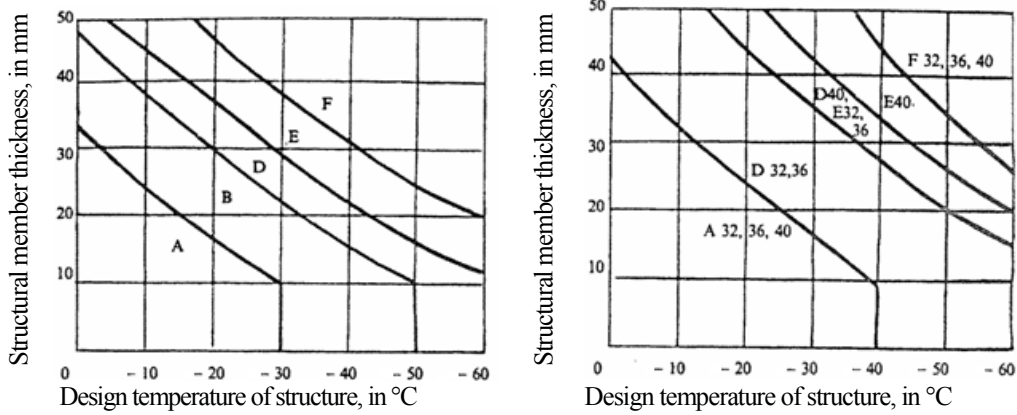 Structural member thickness, in mm
50
40
30
20
10
F
E
D
B
A
0 – 10 – 20 – 30 – 40 – 50 – 60
Design temperature of structure, in °C
Structural member thickness, in mm
50
40
30
20
10
F 32, 36, 40
D40,
E32,
36
E40
D 32,36
A 32, 36, 40
0 – 10 – 20 – 30 – 40 – 50 – 60
Design temperature of structure, in °C